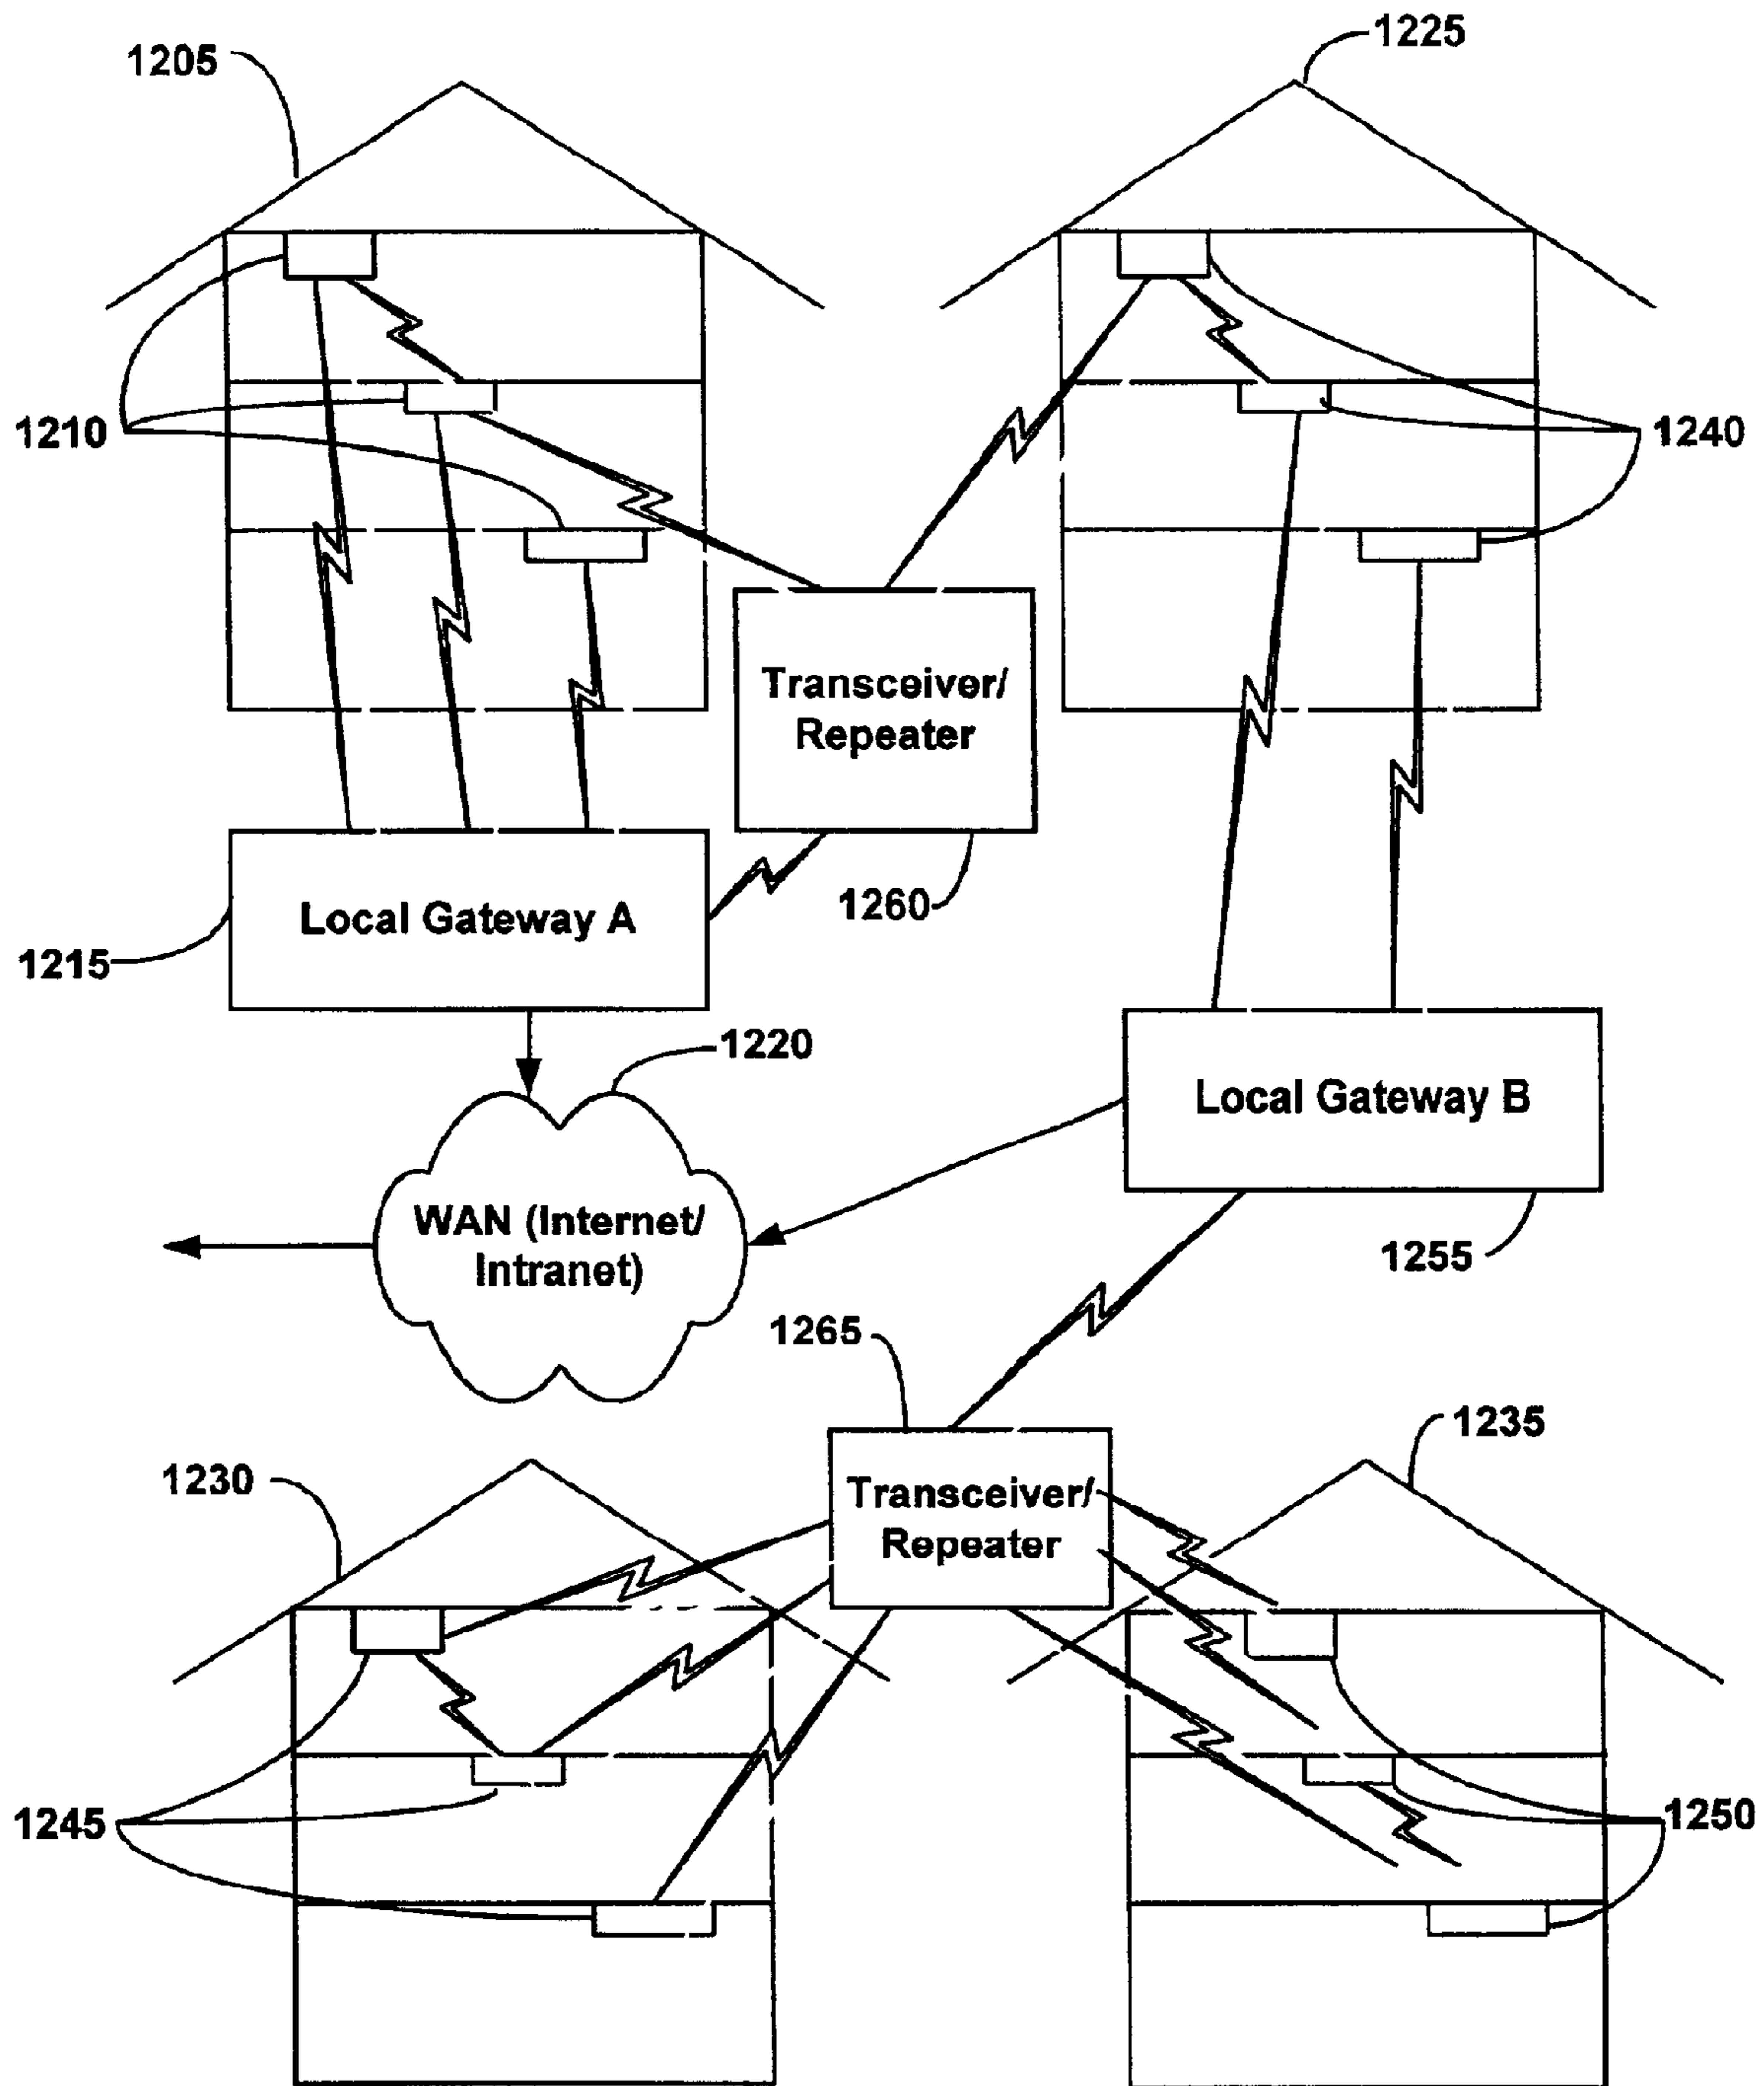 1205
1225
1210
1240
Transceiver/
Repeater
1260
Local Gateway A
1215
1220
Local Gateway B
WAN (Internet/
Intranet)
1255
1265
1235
1230
Transceiver/
Repeater
1245
1250